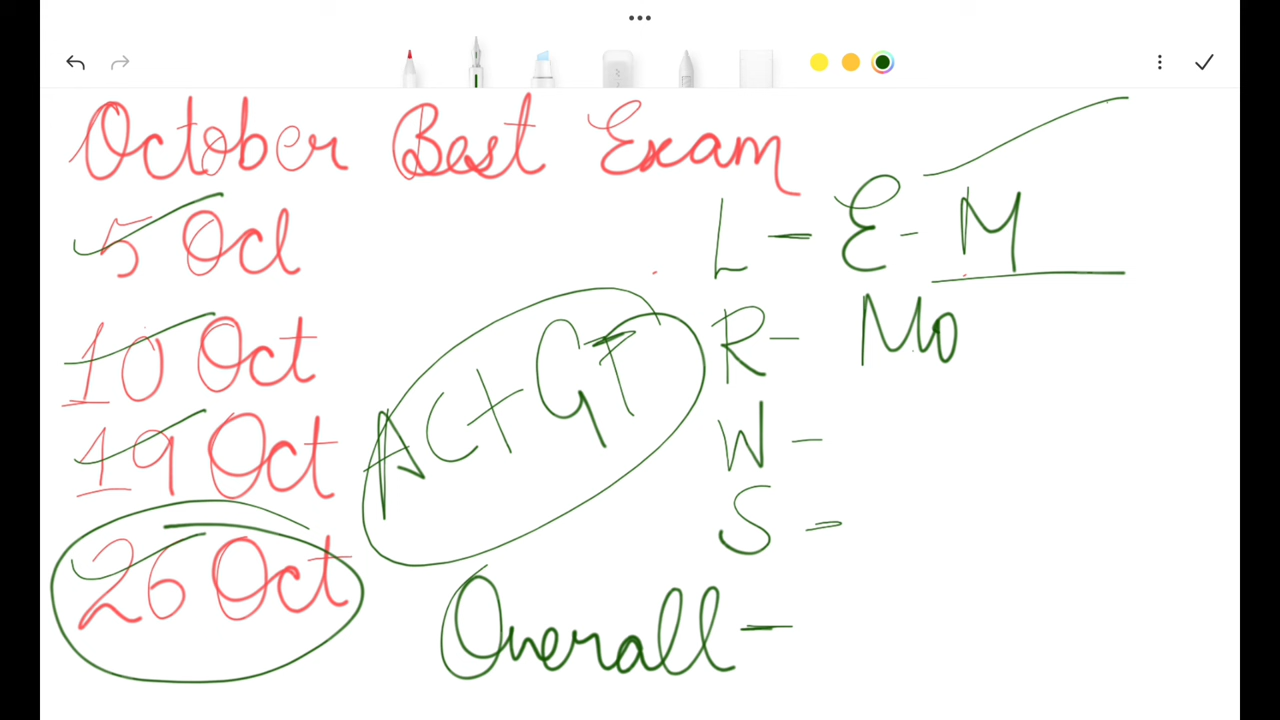 October Best Exam
5 Oct
10 Oct
19 Oct
26 Oct
AC + GT
L - E - M
R - Mo
W -
S =
Overall -